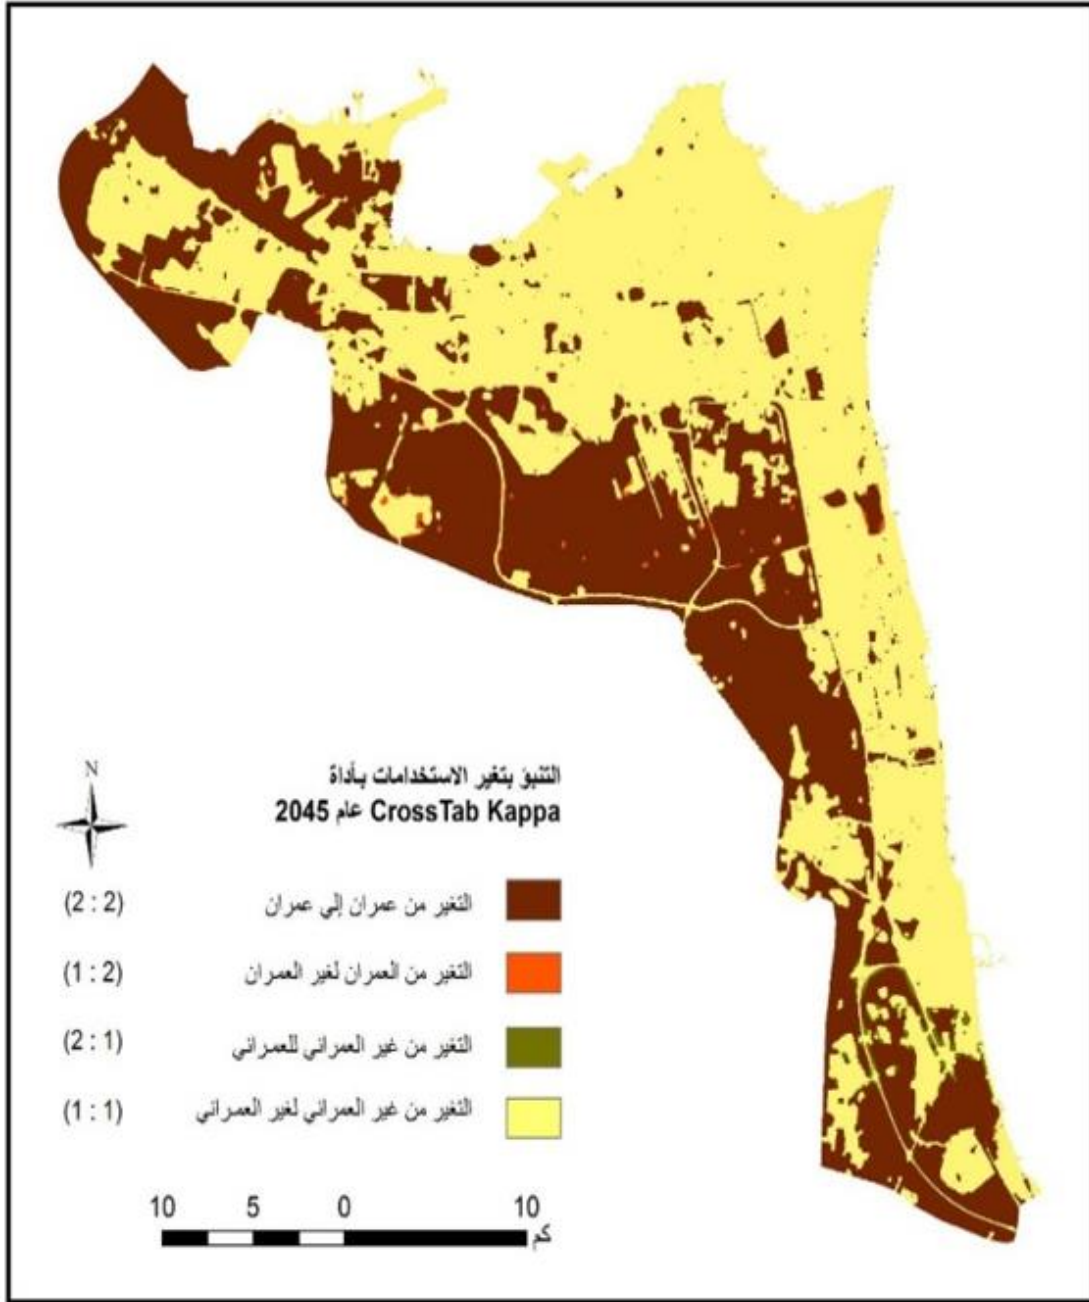 N
التنبؤ بتغير الاستخدامات بأداة
CrossTab Kappa عام 2045
التغير من عمران إلي عمران (2 : 2)
التغير من العمران لغير العمران (1 : 2)
التغير من غير العمراني للعمراني (2 : 1)
التغير من غير العمراني لغير العمراني (1 : 1)
10 5 0 10
كم